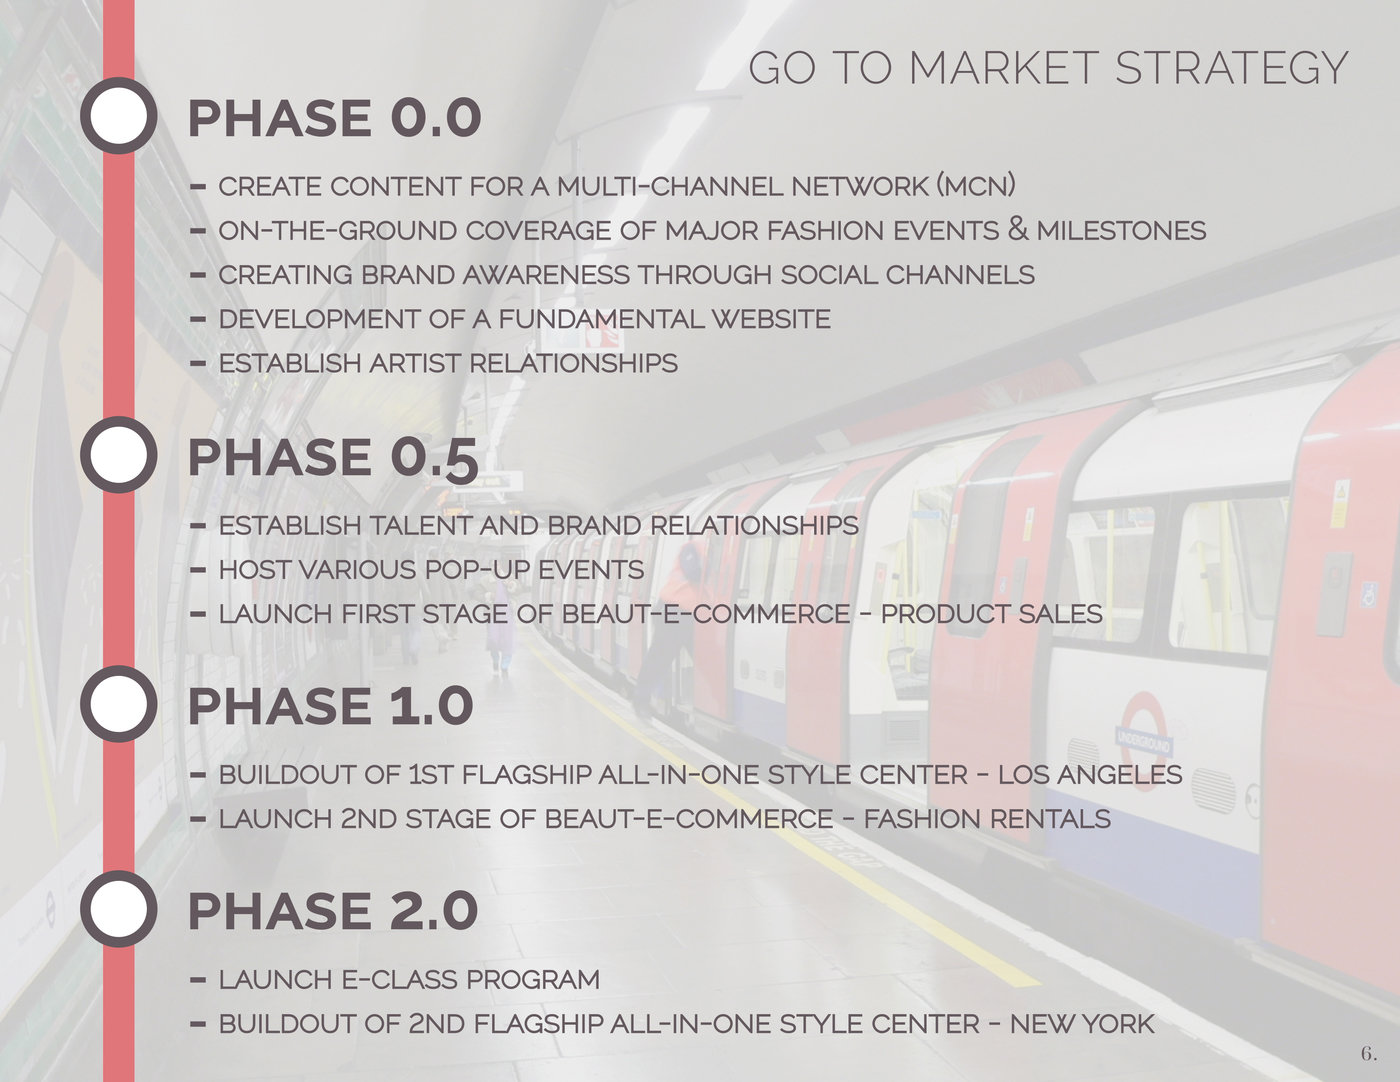 GO TO MARKET STRATEGY
PHASE 0.0
- CREATE CONTENT FOR A MULTI-CHANNEL NETWORK (MCN)
- ON-THE-GROUND COVERAGE OF MAJOR FASHION EVENTS & MILESTONES
- CREATING BRAND AWARENESS THROUGH SOCIAL CHANNELS
- DEVELOPMENT OF A FUNDAMENTAL WEBSITE
- ESTABLISH ARTIST RELATIONSHIPS
PHASE 0.5
- ESTABLISH TALENT AND BRAND RELATIONSHIPS
- HOST VARIOUS POP-UP EVENTS
- LAUNCH FIRST STAGE OF BEAUT-E-COMMERCE - PRODUCT SALES
PHASE 1.0
- BUILDOUT OF 1ST FLAGSHIP ALL-IN-ONE STYLE CENTER - LOS ANGELES
- LAUNCH 2ND STAGE OF BEAUT-E-COMMERCE - FASHION RENTALS
PHASE 2.0
- LAUNCH E-CLASS PROGRAM
- BUILDOUT OF 2ND FLAGSHIP ALL-IN-ONE STYLE CENTER - NEW YORK
UNDERGROUND
THE GAP
6.